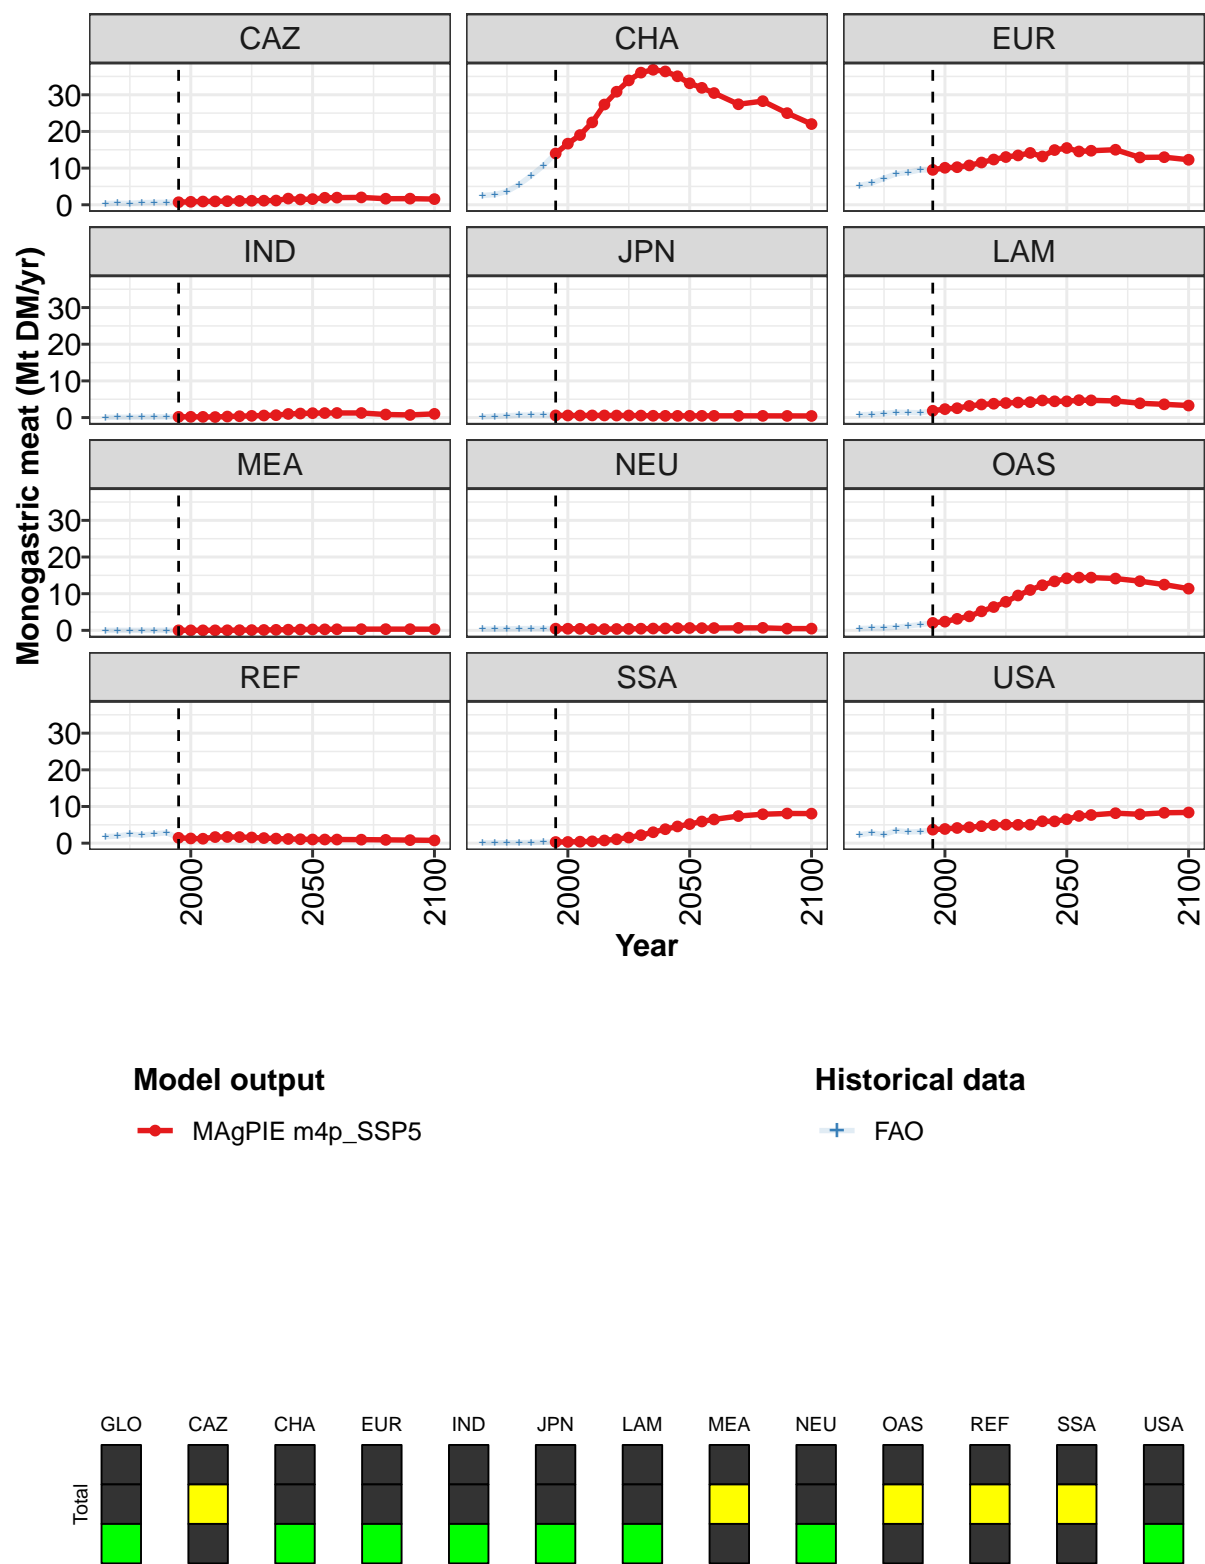 CAZ CHA EUR
30
20
10
0
IND JPN LAM
30
20
10
0
MEA NEU OAS
30
20
10
0
REF SSA USA
30
20
10
0
2000 2050 2100 2000 2050 2100 2000 2050 2100
Year
Monogastric meat (Mt DM/yr)
Model output Historical data
MAgPIE m4p_SSP5 FAO
GLO CAZ CHA EUR IND JPN LAM MEA NEU OAS REF SSA USA
Total